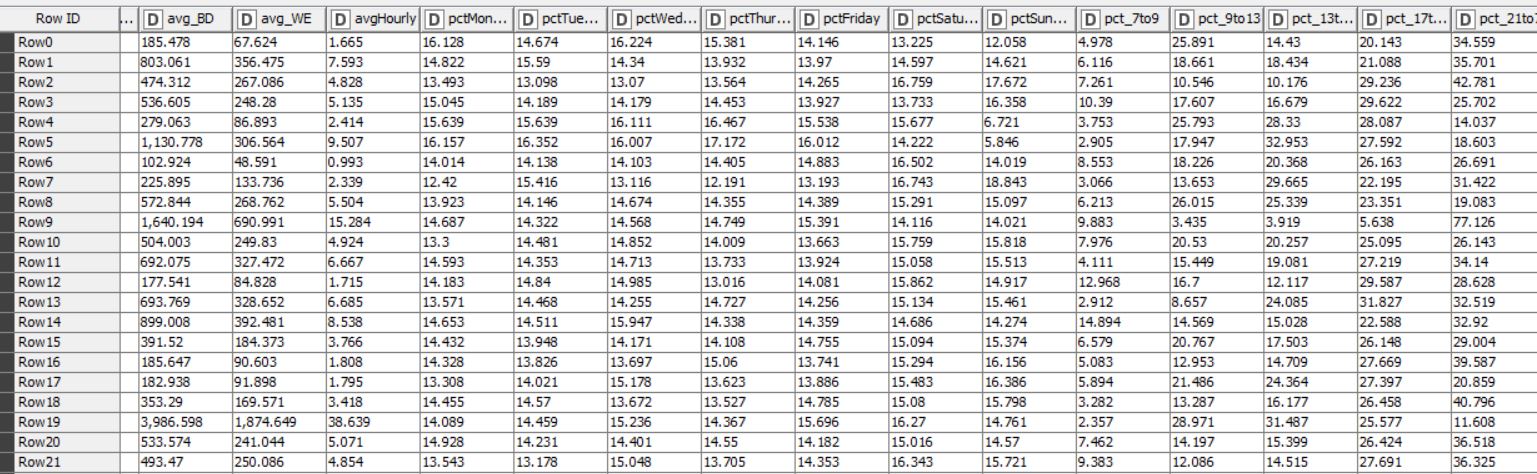 Row ID ... D avg_BD D avg_WE D avgHourly D pctMon... D pctTue... D pctWed... D pctThur... D pctFriday D pctSatu... D pctSun... D pct_7to9 D pct_9to13 D pct_13t... D pct_17t... D pct_21to
Row0 185.478 67.624 1.665 16.128 14.674 16.224 15.381 14.146 13.225 12.058 4.978 25.891 14.43 20.143 34.559
Row1 803.061 356.475 7.593 14.822 15.59 14.34 13.932 13.97 14.597 14.621 6.116 18.661 18.434 21.088 35.701
Row2 474.312 267.086 4.828 13.493 13.098 13.07 13.564 14.265 16.759 17.672 7.261 10.546 10.176 29.236 42.781
Row3 536.605 248.28 5.135 15.045 14.189 14.179 14.453 13.927 13.733 16.358 10.39 17.607 16.679 29.622 25.702
Row4 279.063 86.893 2.414 15.639 15.639 16.111 16.467 15.538 15.677 6.721 3.753 25.793 28.33 28.087 14.037
Row5 1,130.778 306.564 9.507 16.157 16.352 16.007 17.172 16.012 14.222 5.846 2.905 17.947 32.953 27.592 18.603
Row6 102.924 48.591 0.993 14.014 14.138 14.103 14.405 14.883 16.502 14.019 8.553 18.226 20.368 26.163 26.691
Row7 225.895 133.736 2.339 12.42 15.416 13.116 12.191 13.193 16.743 18.843 3.066 13.653 29.665 22.195 31.422
Row8 572.844 268.762 5.504 13.923 14.146 14.674 14.355 14.389 15.291 15.097 6.213 26.015 25.339 23.351 19.083
Row9 1,640.194 690.991 15.284 14.687 14.322 14.568 14.749 15.391 14.116 14.021 9.883 3.435 3.919 5.638 77.126
Row10 504.003 249.83 4.924 13.3 14.481 14.852 14.009 13.663 15.759 15.818 7.976 20.53 20.257 25.095 26.143
Row11 692.075 327.472 6.667 14.593 14.353 14.713 13.733 13.924 15.058 15.513 4.111 15.449 19.081 27.219 34.14
Row12 177.541 84.828 1.715 14.183 14.84 14.985 13.016 14.081 15.862 14.917 12.968 16.7 12.117 29.587 28.628
Row13 693.769 328.652 6.685 13.571 14.468 14.255 14.727 14.256 15.134 15.461 2.912 8.657 24.085 31.827 32.519
Row14 899.008 392.481 8.538 14.653 14.511 15.947 14.338 14.359 14.686 14.274 14.894 14.569 15.028 22.588 32.92
Row15 391.52 184.373 3.766 14.432 13.948 14.171 14.108 14.755 15.094 15.374 6.579 20.767 17.503 26.148 29.004
Row16 185.647 90.603 1.808 14.328 13.826 13.697 15.06 13.741 15.294 16.156 5.083 12.953 14.709 27.669 39.587
Row17 182.938 91.898 1.795 13.308 14.021 15.178 13.623 13.886 15.483 16.386 5.894 21.486 24.364 27.397 20.859
Row18 353.29 169.571 3.418 14.455 14.57 13.672 13.527 14.785 15.08 15.798 3.282 13.287 16.177 26.458 40.796
Row19 3,986.598 1,874.649 38.639 14.089 14.459 15.236 14.367 15.696 16.27 14.761 2.357 28.971 31.487 25.577 11.608
Row20 533.574 241.044 5.071 14.928 14.231 14.401 14.55 14.182 15.016 14.57 7.462 14.197 15.399 26.424 36.518
Row21 493.47 250.086 4.854 13.543 13.178 15.048 13.705 14.353 16.343 15.721 9.383 12.086 14.515 27.691 36.325